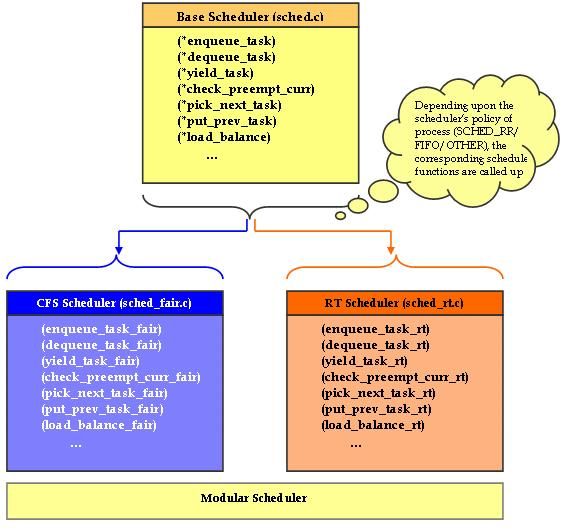 Base Scheduler (sched.c)
(*enqueue_task)
(*dequeue_task)
(*yield_task)
(*check_preempt_curr)
(*pick_next_task)
(*put_prev_task)
(*load_balance)
...
Depending upon the
scheduler's policy of
process (SCHED_RR/
FIFO/ OTHER), the
corresponding schedule
functions are called up
CFS Scheduler (sched_fair.c)
(enqueue_task_fair)
(dequeue_task_fair)
(yield_task_fair)
(check_preempt_curr_fair)
(pick_next_task_fair)
(put_prev_task_fair)
(load_balance_fair)
...
RT Scheduler (sched_rt.c)
(enqueue_task_rt)
(dequeue_task_rt)
(yield_task_rt)
(check_preempt_curr_rt)
(pick_next_task_rt)
(put_prev_task_rt)
(load_balance_rt)
...
Modular Scheduler